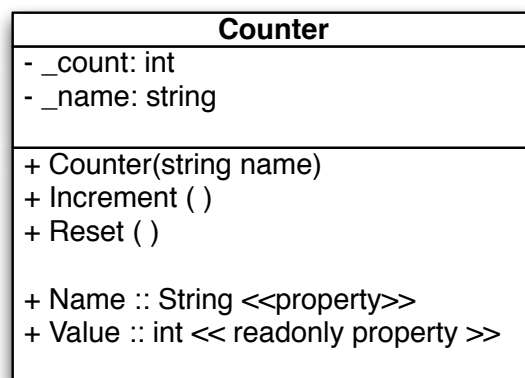 Counter
- _count: int
- _name: string
+ Counter(string name)
+ Increment ( )
+ Reset ( )
+ Name :: String <<property>>
+ Value :: int << readonly property >>